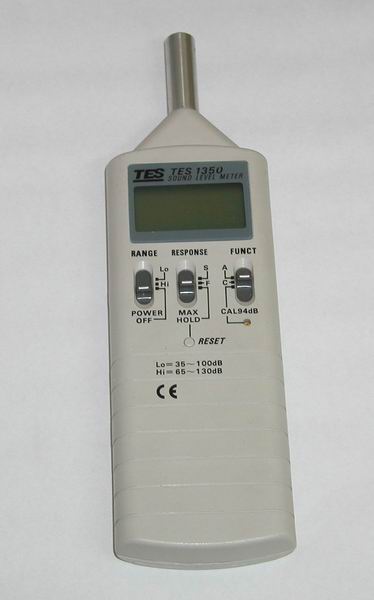 TES TES 1350
SOUND LEVEL METER
RANGE RESPONSE FUNCT
Lo S A
Hi F C
POWER OFF MAX HOLD CAL94dB
RESET
Lo=35~100dB
Hi=65~130dB
CE